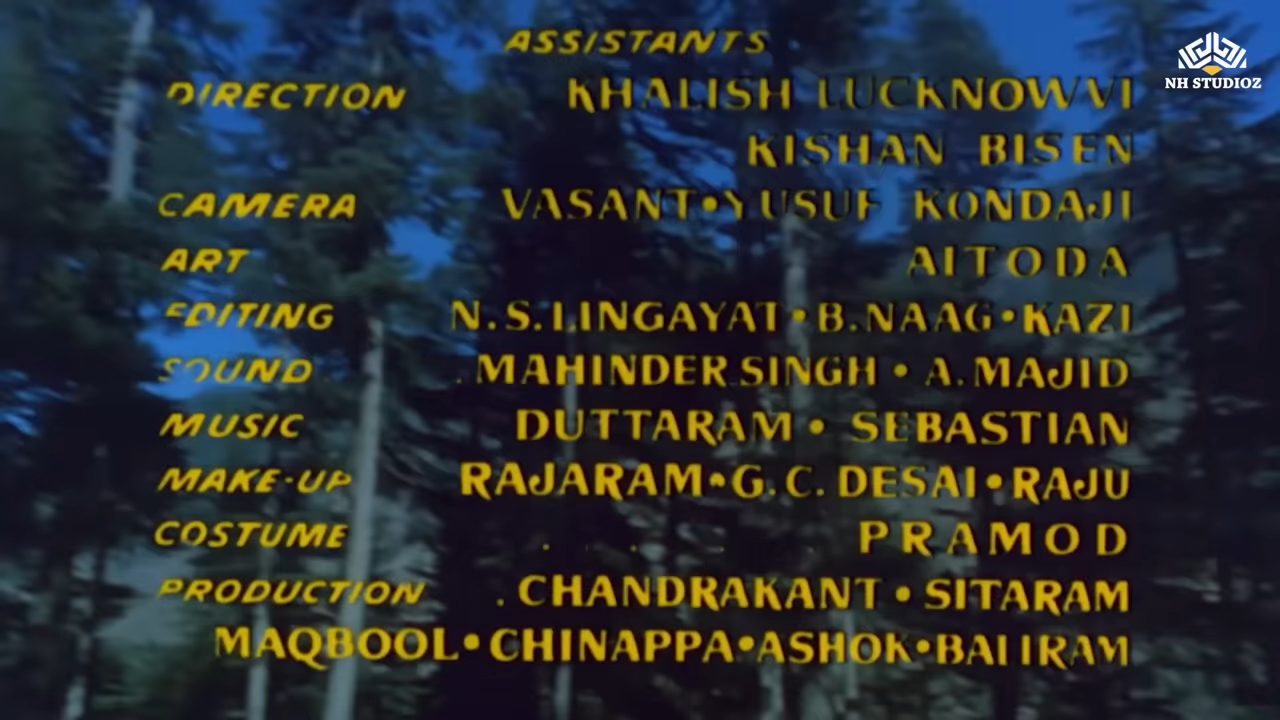 ASSISTANTS
DIRECTION KHALISH LUCKNOWVI
KISHAN BISEN
CAMERA VASANT•YUSUF KONDAJI
ART AITODA
EDITING N.S.LINGAYAT•B.NAAG•KAZI
SOUND MAHINDER SINGH • A.MAJID
MUSIC DUTTARAM • SEBASTIAN
MAKE-UP RAJARAM•G.C. DESAI•RAJU
COSTUME PRAMOD
PRODUCTION CHANDRAKANT • SITARAM
MAQBOOL•CHINAPPA•ASHOK•BALIRAM
NH STUDIOZ